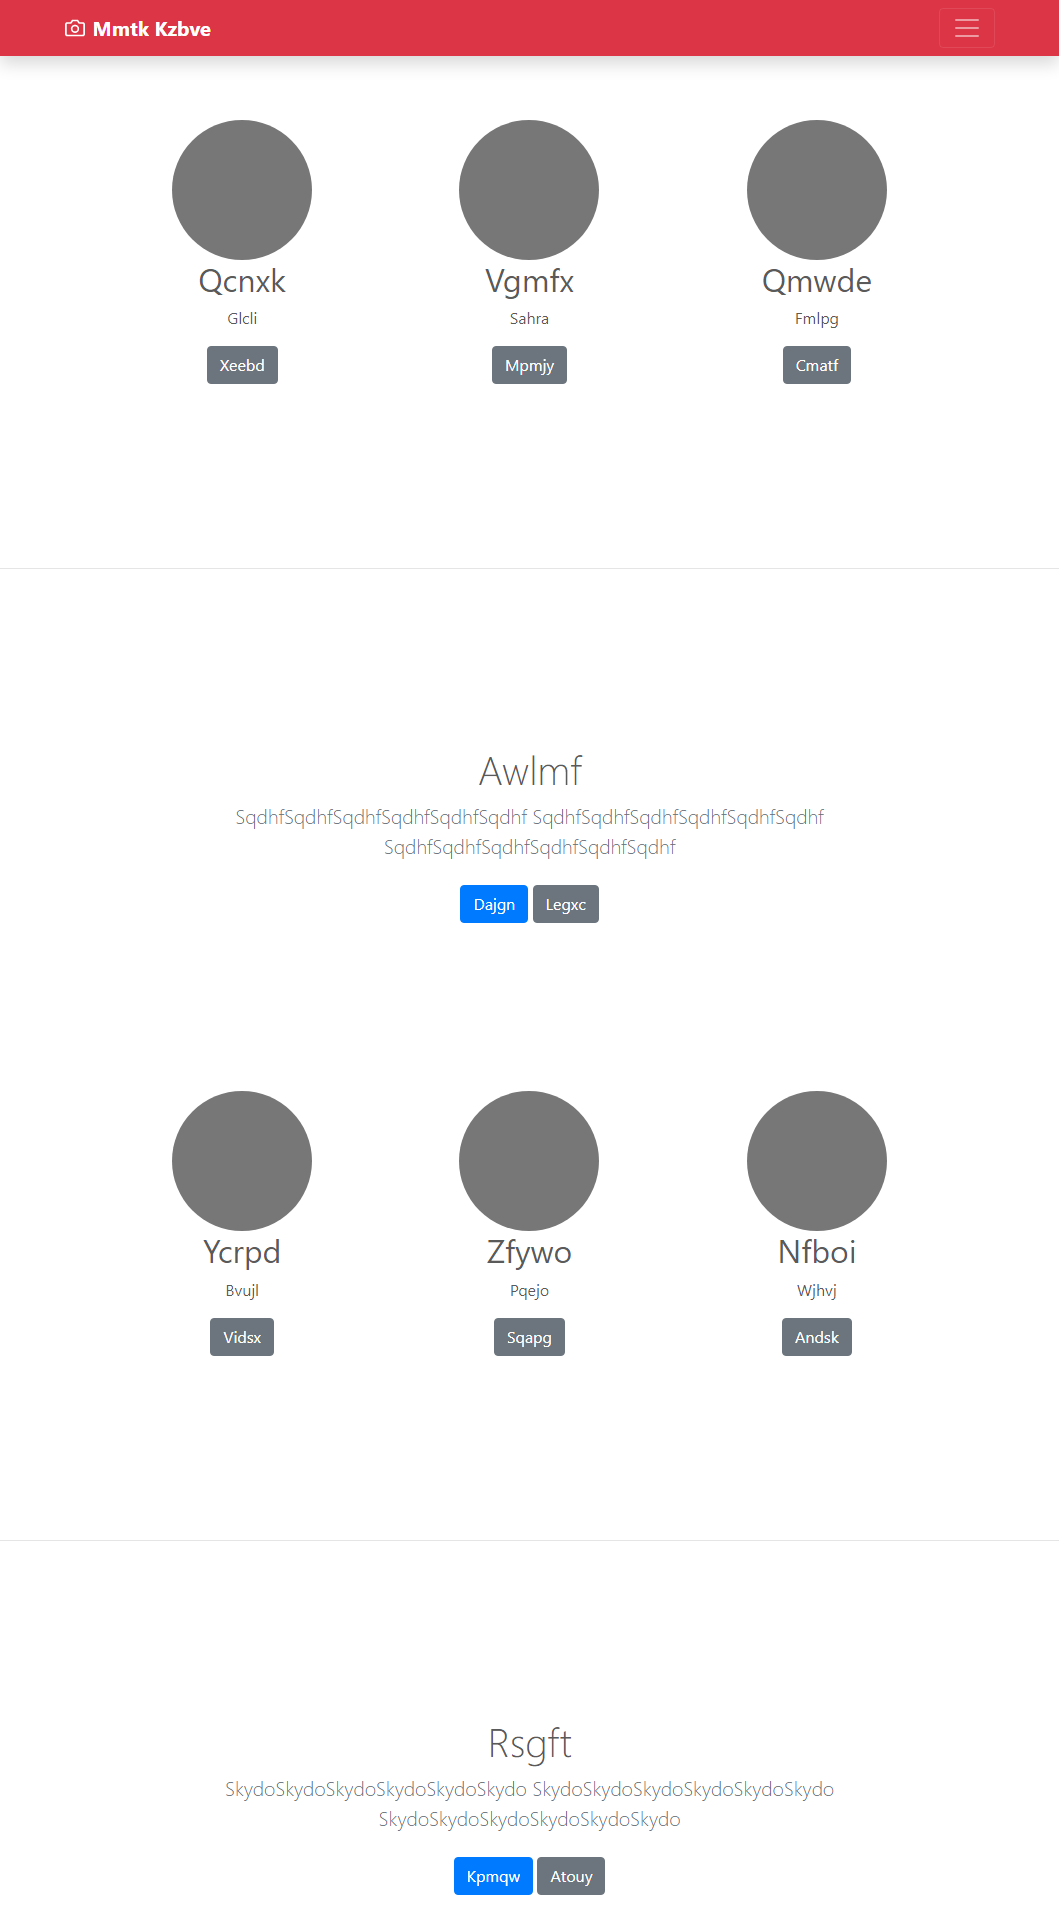 Mmtk Kzbve
Qcnxk
Vgmfx
Qmwde
Glcli
Sahra
Fmlpg
Xeebd
Mpmjy
Cmatf
Awlmf
SqdhfSqdhfSqdhfSqdhfSqdhfSqdhf SqdhfSqdhfSqdhfSqdhfSqdhfSqdhf
SqdhfSqdhfSqdhfSqdhfSqdhfSqdhf
Dajgn
Legxc
Ycrpd
Zfywo
Nfboi
Bvujl
Pqejo
Wjhvj
Vidsx
Sqapg
Andsk
Rsgft
SkydoSkydoSkydoSkydoSkydoSkydo SkydoSkydoSkydoSkydoSkydoSkydo
SkydoSkydoSkydoSkydoSkydoSkydo
Kpmqw
Atouy